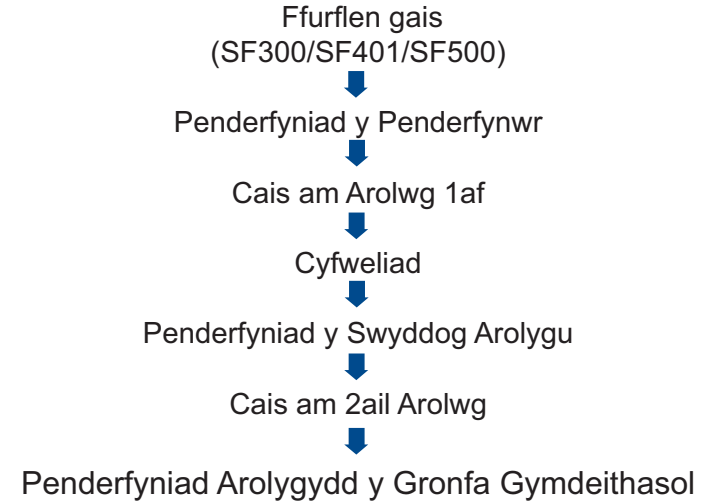 Ffurflen gais
(SF300/SF401/SF500)
Penderfyniad y Penderfynwr
Cais am Arolwg 1af
Cyfweliad
Penderfyniad y Swyddog Arolygu
Cais am 2ail Arolwg
Penderfyniad Arolygydd y Gronfa Gymdeithasol